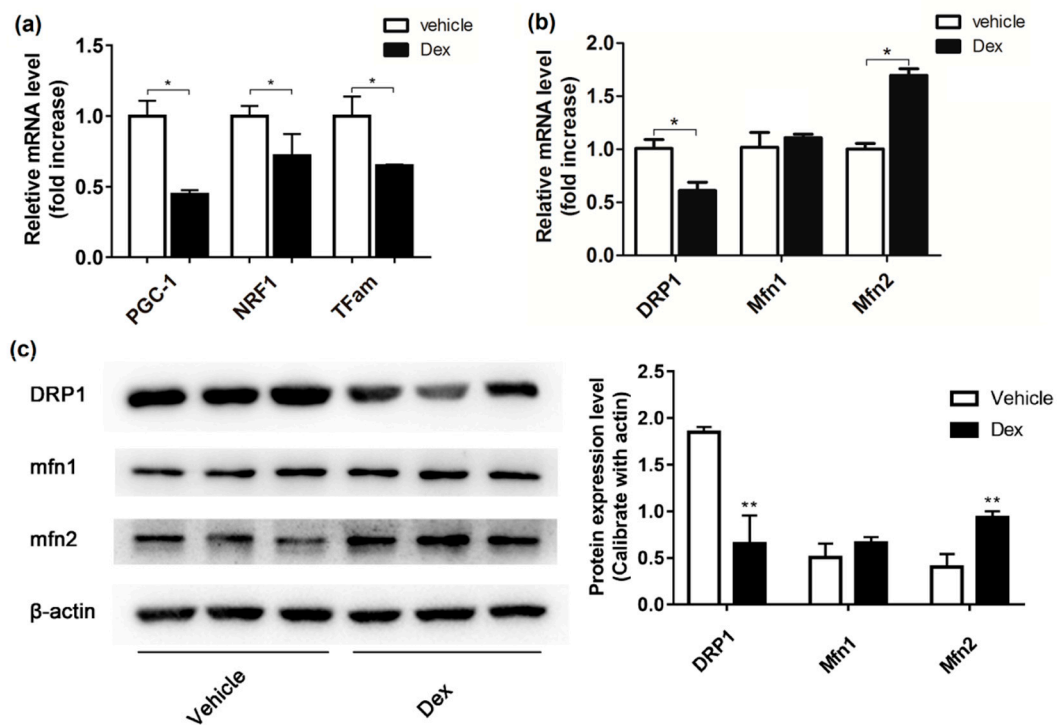 (a)
vehicle
Dex
Reletive mRNA level
(fold increase)
1.5
1.0
0.5
0.0
*
*
*
PGC-1
NRF1
TFam
(b)
vehicle
Dex
Relative mRNA level
(fold increase)
2.0
1.5
1.0
0.5
0.0
*
*
DRP1
Mfn1
Mfn2
(c)
DRP1
mfn1
mfn2
β-actin
Vehicle
Dex
Vehicle
Dex
Protein expression level
(Calibrate with actin)
2.5
2.0
1.5
1.0
0.5
0.0
**
**
DRP1
Mfn1
Mfn2